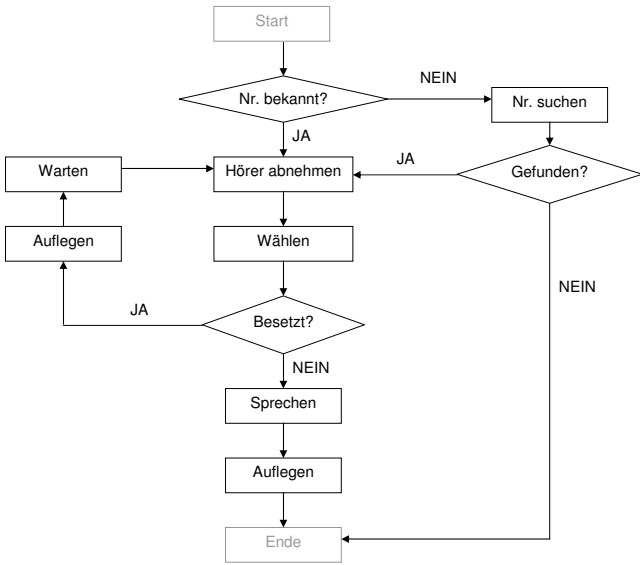 Start
NEIN
Nr. bekannt?
Nr. suchen
JA
JA
Warten
Hörer abnehmen
Gefunden?
Auflegen
Wählen
NEIN
JA
Besetzt?
NEIN
Sprechen
Auflegen
Ende